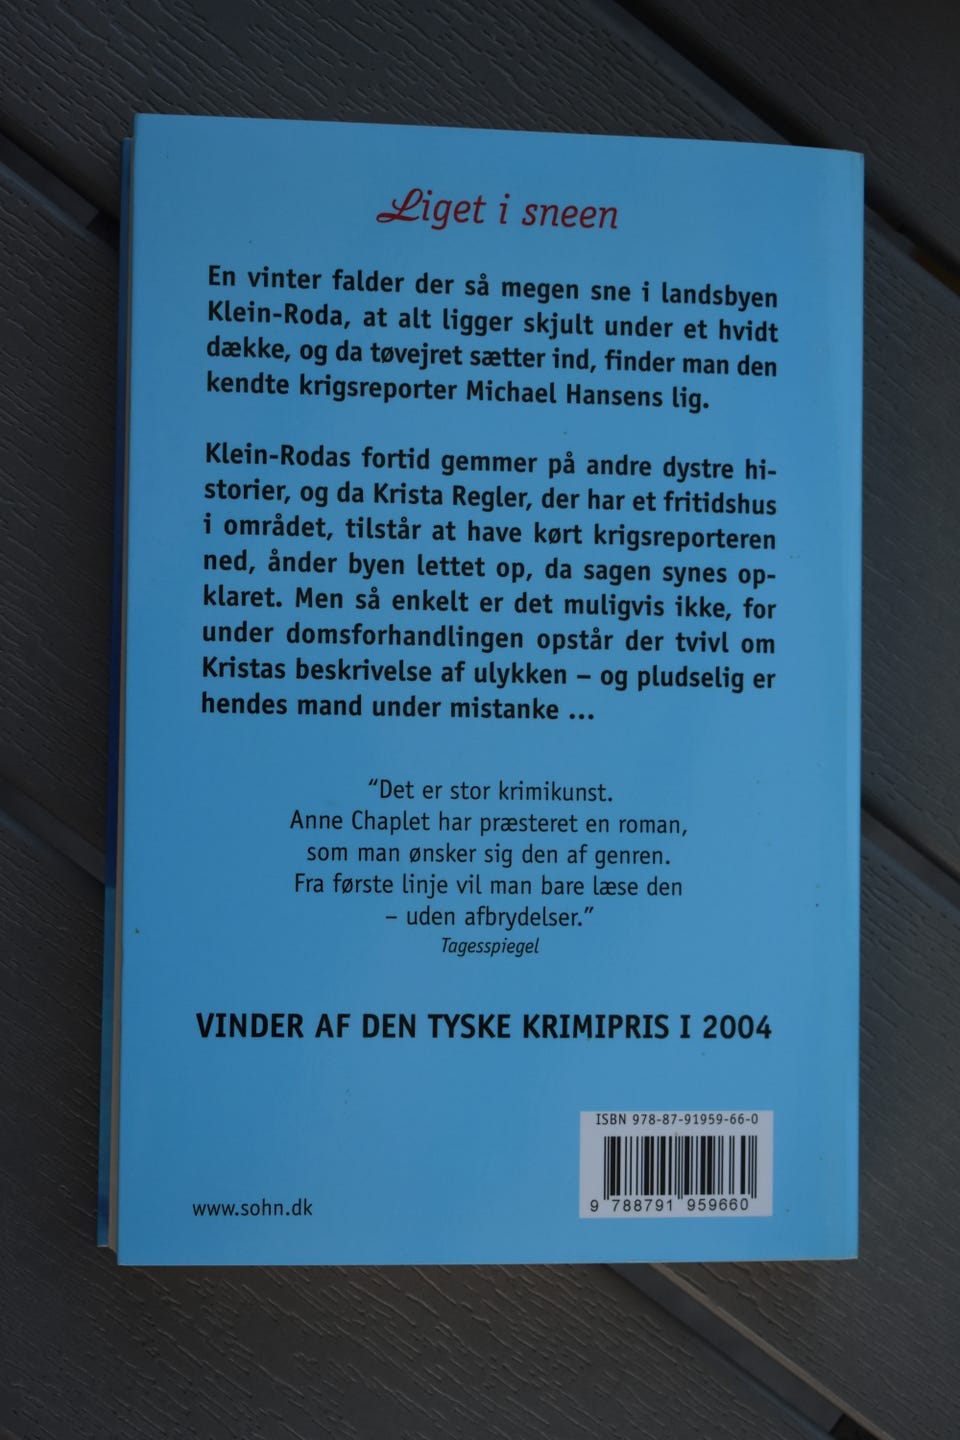 Liget i sneen
En vinter falder der så megen sne i landsbyen
Klein-Roda, at alt ligger skjult under et hvidt
dække, og da tøvejret sætter ind, finder man den
kendte krigsreporter Michael Hansens lig.
Klein-Rodas fortid gemmer på andre dystre hi-
storier, og da Krista Regler, der har et fritidshus
i området, tilstår at have kørt krigsreporteren
ned, ånder byen lettet op, da sagen synes op-
klaret. Men så enkelt er det muligvis ikke, for
under domsforhandlingen opstår der tvivl om
Kristas beskrivelse af ulykken – og pludselig er
hendes mand under mistanke ...
"Det er stor krimikunst.
Anne Chaplet har præsteret en roman,
som man ønsker sig den af genren.
Fra første linje vil man bare læse den
– uden afbrydelser."
Tagesspiegel
VINDER AF DEN TYSKE KRIMIPRIS I 2004
ISBN 978-87-91959-66-0
9 788791 959660
www.sohn.dk